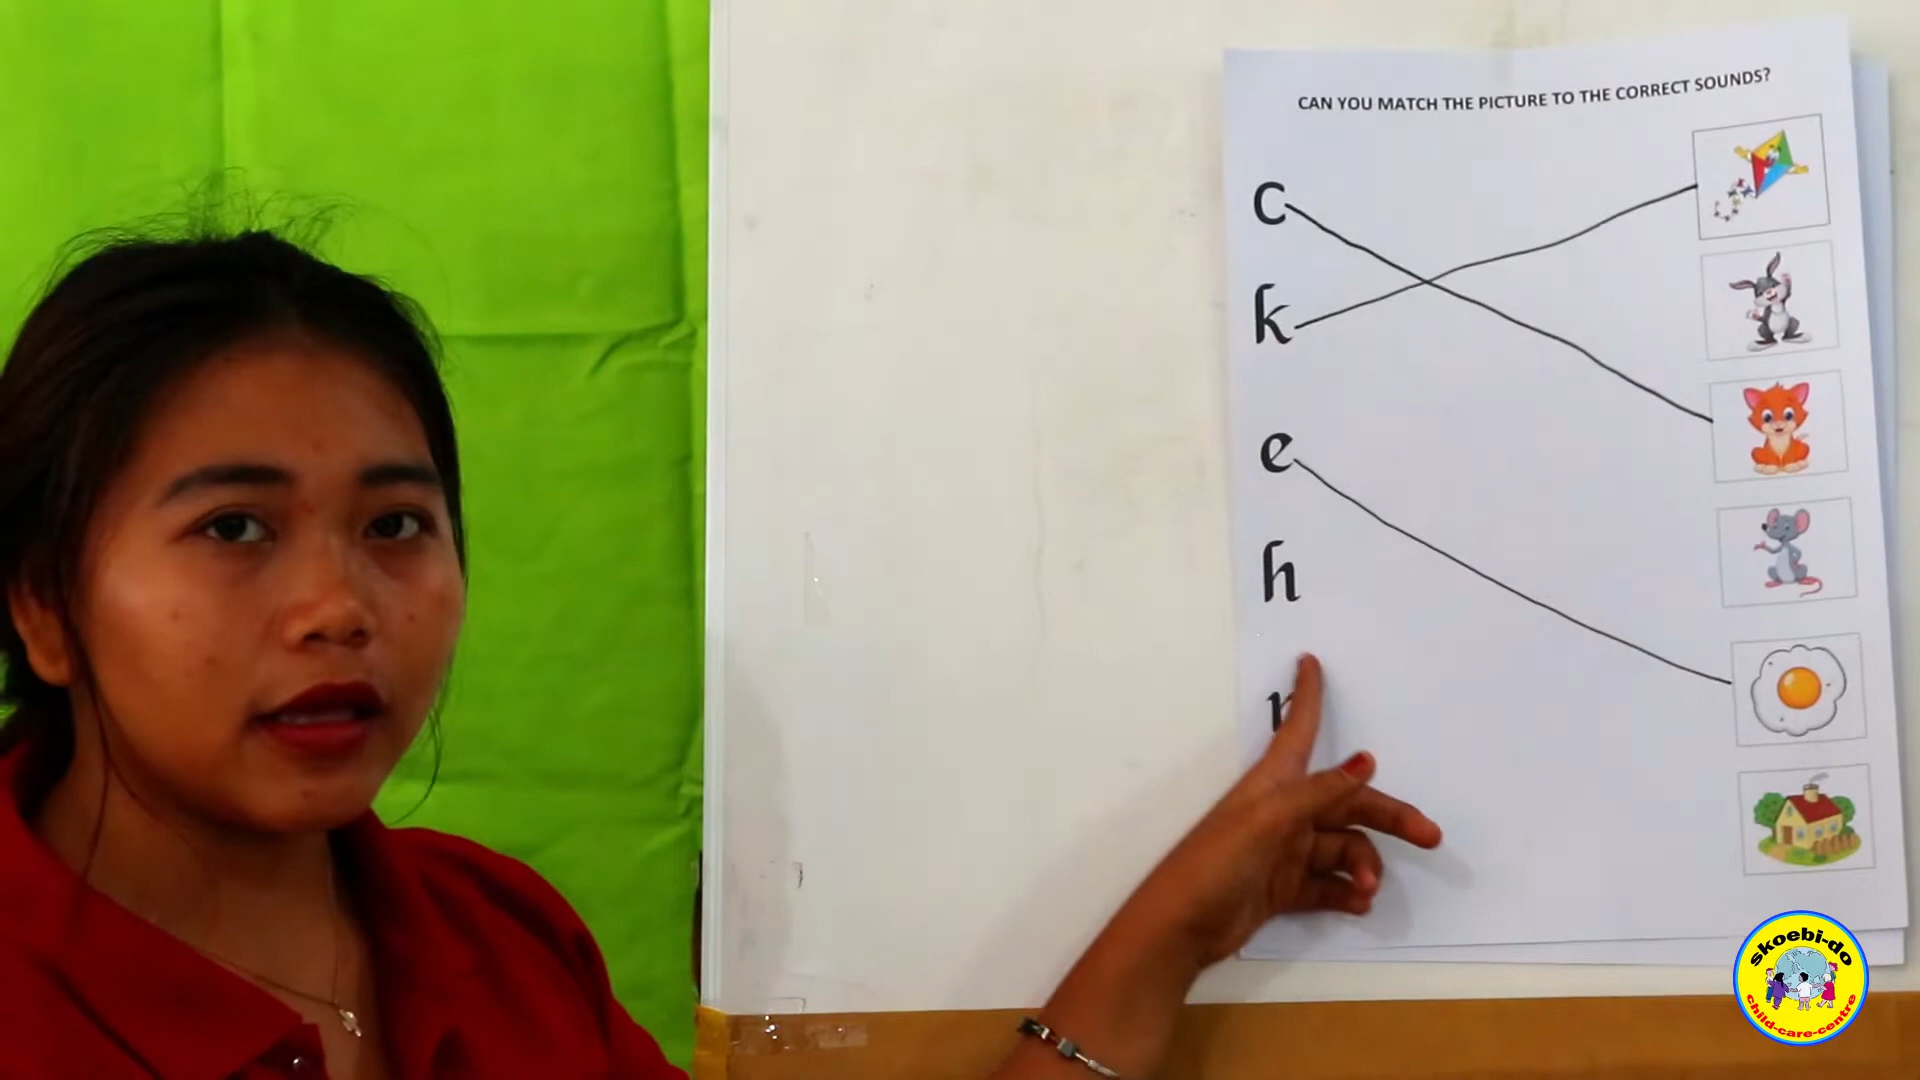 CAN YOU MATCH THE PICTURE TO THE CORRECT SOUNDS?
c
k
e
h
skoebi-do
child-care-centre